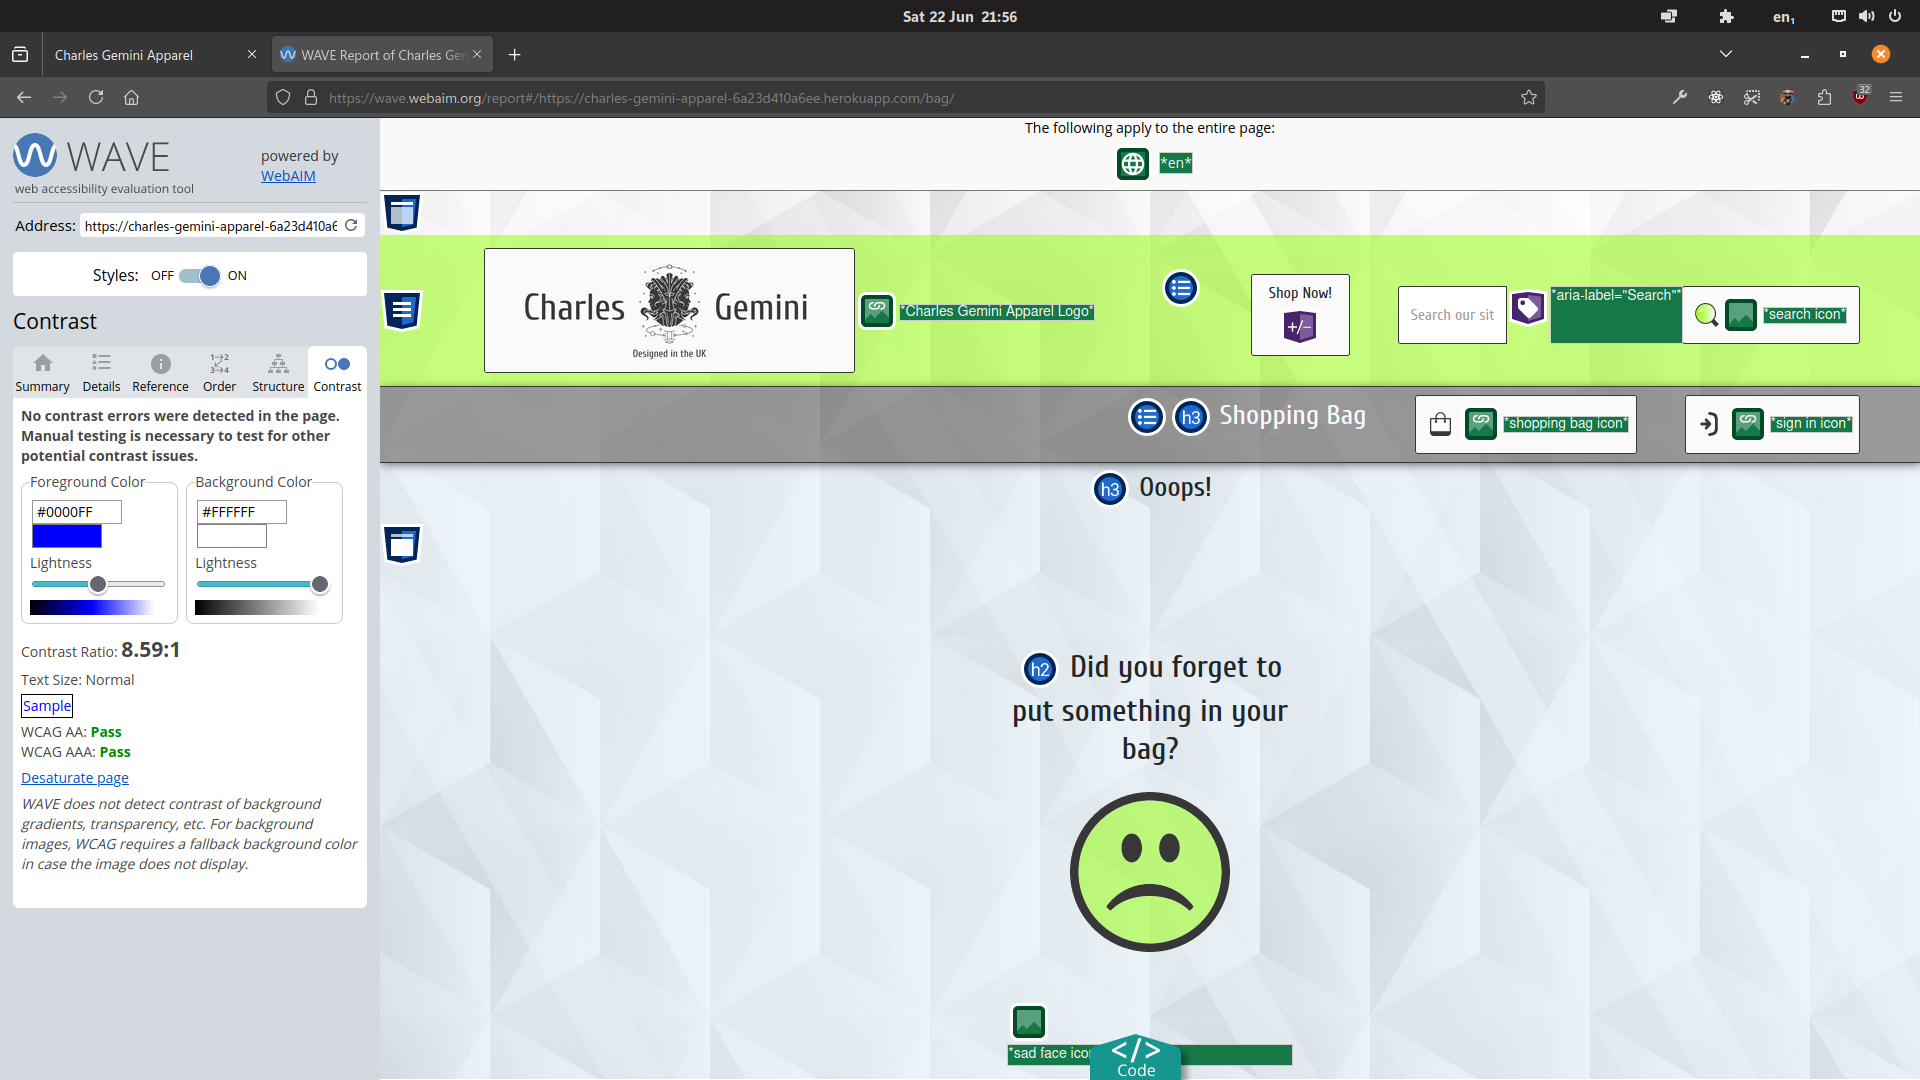 Sat 22 Jun 21:56
en1
Charles Gemini Apparel
WAVE Report of Charles Gem
https://wave.webaim.org/report#/https://charles-gemini-apparel-6a23d410a6ee.herokuapp.com/bag/
32
WAVE
web accessibility evaluation tool
powered by
WebAIM
Address: https://charles-gemini-apparel-6a23d410a6
Styles: OFF ON
Contrast
Summary Details Reference Order Structure Contrast
No contrast errors were detected in the page.
Manual testing is necessary to test for other
potential contrast issues.
Foreground Color
#0000FF
Lightness
Background Color
#FFFFFF
Lightness
Contrast Ratio: 8.59:1
Text Size: Normal
Sample
WCAG AA: Pass
WCAG AAA: Pass
Desaturate page
WAVE does not detect contrast of background
gradients, transparency, etc. For background
images, WCAG requires a fallback background color
in case the image does not display.
The following apply to the entire page:
*en*
Charles Gemini
Designed in the UK
*Charles Gemini Apparel Logo*
Shop Now!
+/-
Search our sit
*aria-label="Search"*
*search icon*
h3 Shopping Bag
*shopping bag icon*
*sign in icon*
h3 Ooops!
h2 Did you forget to
put something in your
bag?
*sad face icon
</>
Code